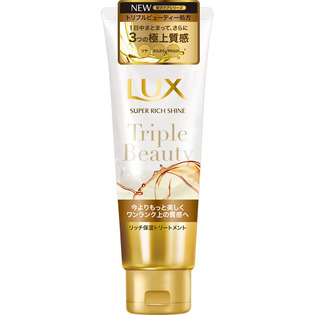 NEW
トリプルビューティー処方
1日中まとまって、さらに
3つの極上質感
LUX
SUPER RICH SHINE
Triple
Beauty
今よりもっと美しく
ワンランク上の質感へ
リッチ保湿トリートメント